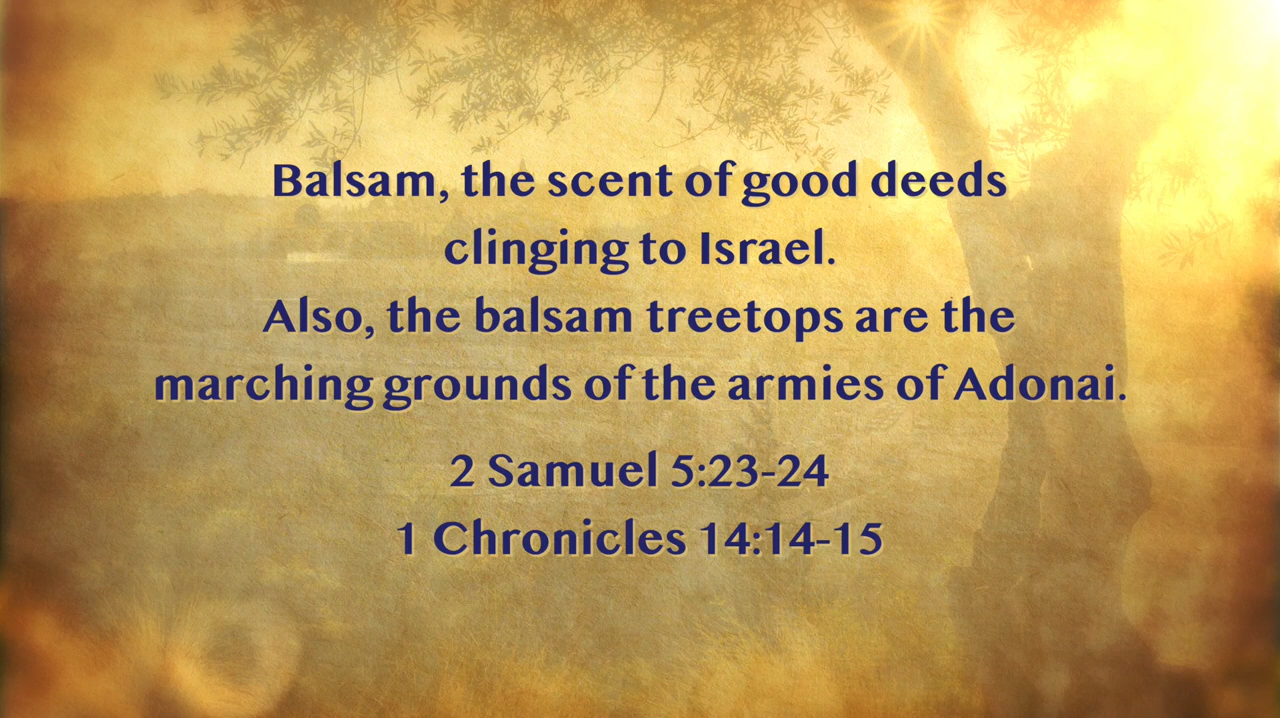 Balsam, the scent of good deeds
clinging to Israel.
Also, the balsam treetops are the
marching grounds of the armies of Adonai.
2 Samuel 5:23-24
1 Chronicles 14:14-15